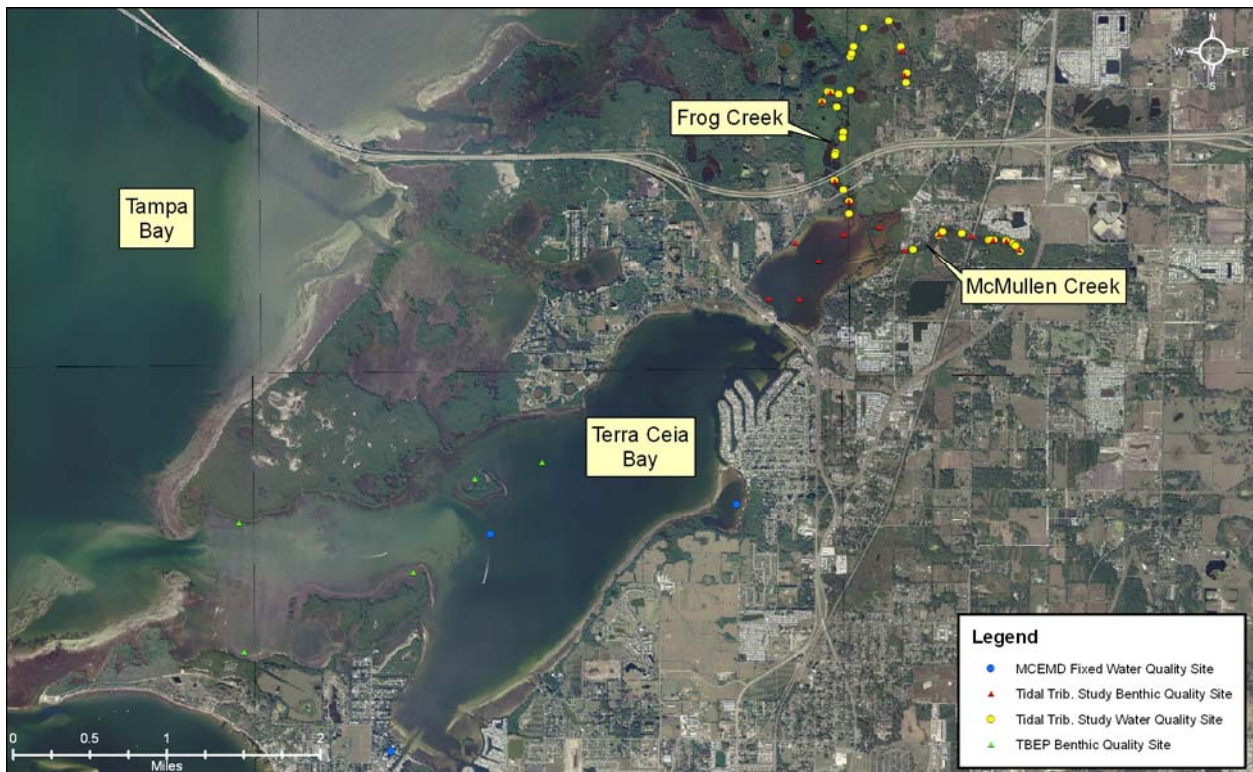 N
W E
S
Frog Creek
Tampa
Bay
McMullen Creek
Terra Ceia
Bay
Legend
MCEMD Fixed Water Quality Site
Tidal Trib. Study Benthic Quality Site
Tidal Trib. Study Water Quality Site
TBEP Benthic Quality Site
0 0.5 1 2
Miles